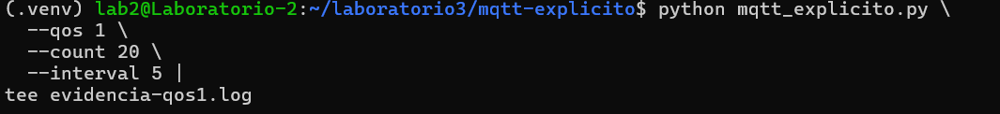 (.venv) lab2@Laboratorio-2:~/laboratorio3/mqtt-explicito$ python mqtt_explicito.py \
  --qos 1 \
  --count 20 \
  --interval 5 |
tee evidencia-qos1.log